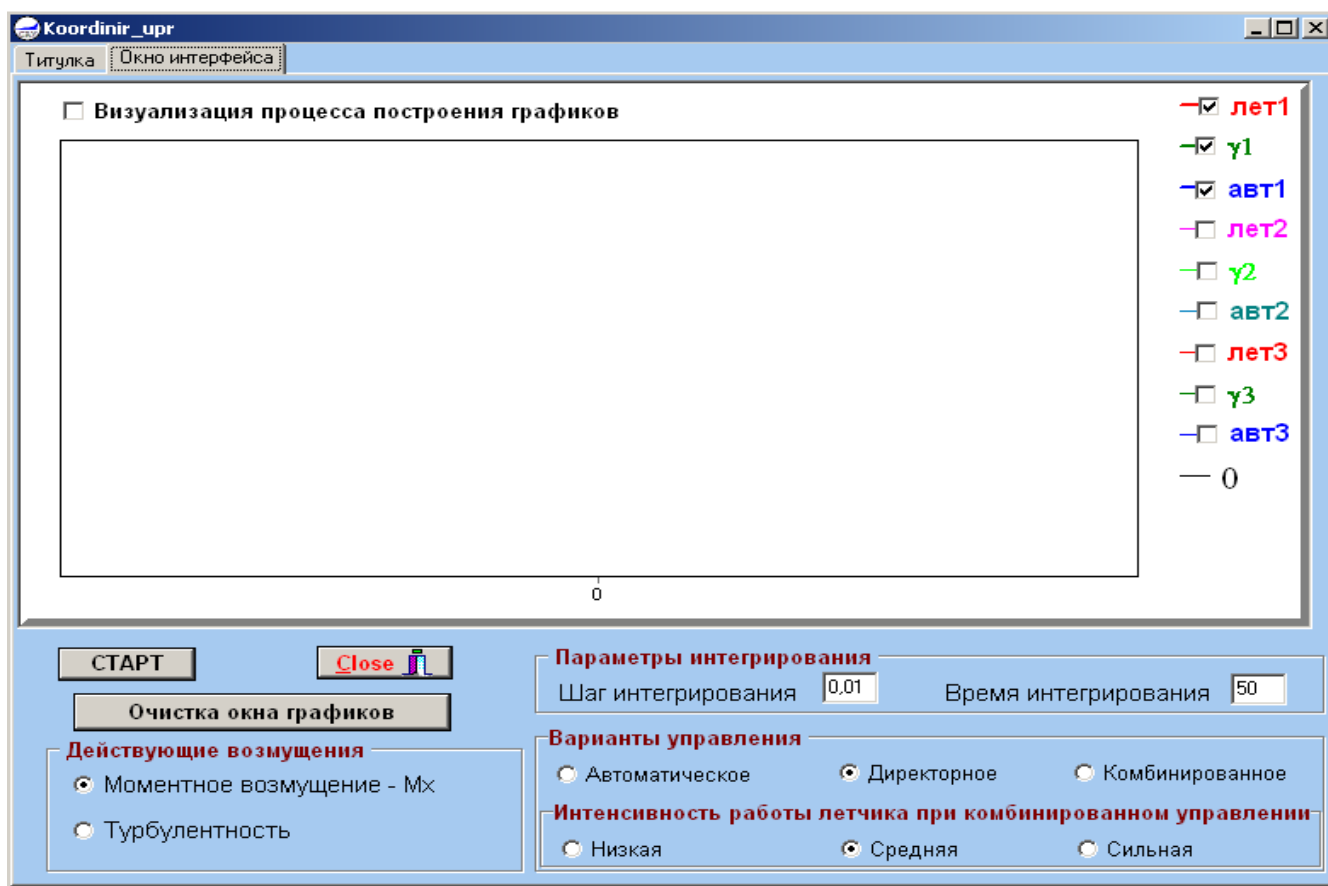 Koordinir_upr
Титулка Окно интерфейса
Визуализация процесса построения графиков
лет1
γ1
авт1
лет2
γ2
авт2
лет3
γ3
авт3
0
0
СТАРТ Close
Очистка окна графиков
Параметры интегрирования
Шаг интегрирования 0,01 Время интегрирования 50
Действующие возмущения
Моментное возмущение - Мх
Турбулентность
Варианты управления
Автоматическое Директорное Комбинированное
Интенсивность работы летчика при комбинированном управлении
Низкая Средняя Сильная